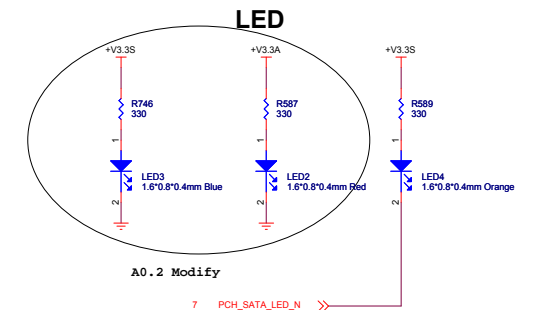 LED
+V3.3S
+V3.3A
+V3.3S
R746
330
R587
330
R589
330
1
1
1
LED3
1.6*0.8*0.4mm Blue
LED2
1.6*0.8*0.4mm Red
LED4
1.6*0.8*0.4mm Orange
2
2
2
A0.2 Modify
7 PCH_SATA_LED_N